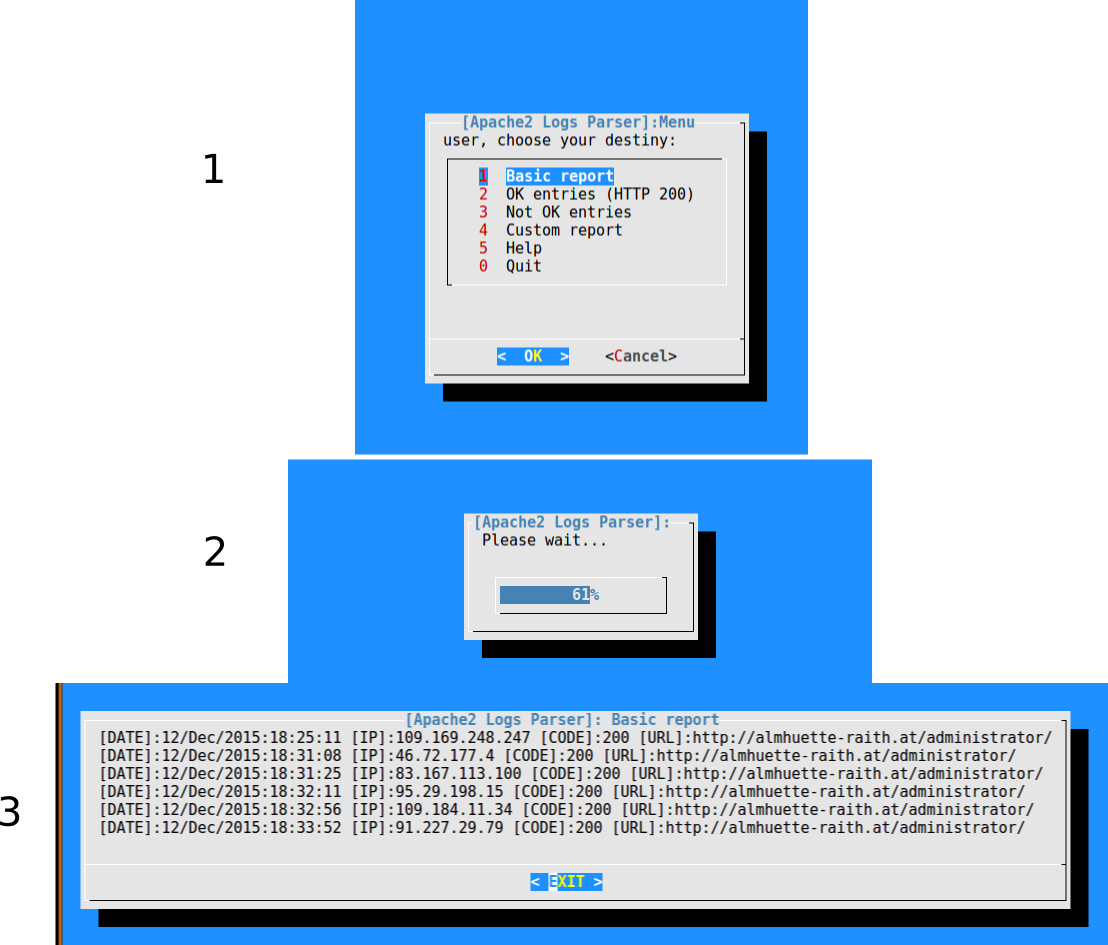 1
[Apache2 Logs Parser]:Menu
user, choose your destiny:
1 Basic report
2 OK entries (HTTP 200)
3 Not OK entries
4 Custom report
5 Help
0 Quit
< OK > <Cancel>
2
[Apache2 Logs Parser]:
Please wait...
61%
3
[Apache2 Logs Parser]: Basic report
[DATE]:12/Dec/2015:18:25:11 [IP]:109.169.248.247 [CODE]:200 [URL]:http://almhuette-raith.at/administrator/
[DATE]:12/Dec/2015:18:31:08 [IP]:46.72.177.4 [CODE]:200 [URL]:http://almhuette-raith.at/administrator/
[DATE]:12/Dec/2015:18:31:25 [IP]:83.167.113.100 [CODE]:200 [URL]:http://almhuette-raith.at/administrator/
[DATE]:12/Dec/2015:18:32:11 [IP]:95.29.198.15 [CODE]:200 [URL]:http://almhuette-raith.at/administrator/
[DATE]:12/Dec/2015:18:32:56 [IP]:109.184.11.34 [CODE]:200 [URL]:http://almhuette-raith.at/administrator/
[DATE]:12/Dec/2015:18:33:52 [IP]:91.227.29.79 [CODE]:200 [URL]:http://almhuette-raith.at/administrator/
< EXIT >